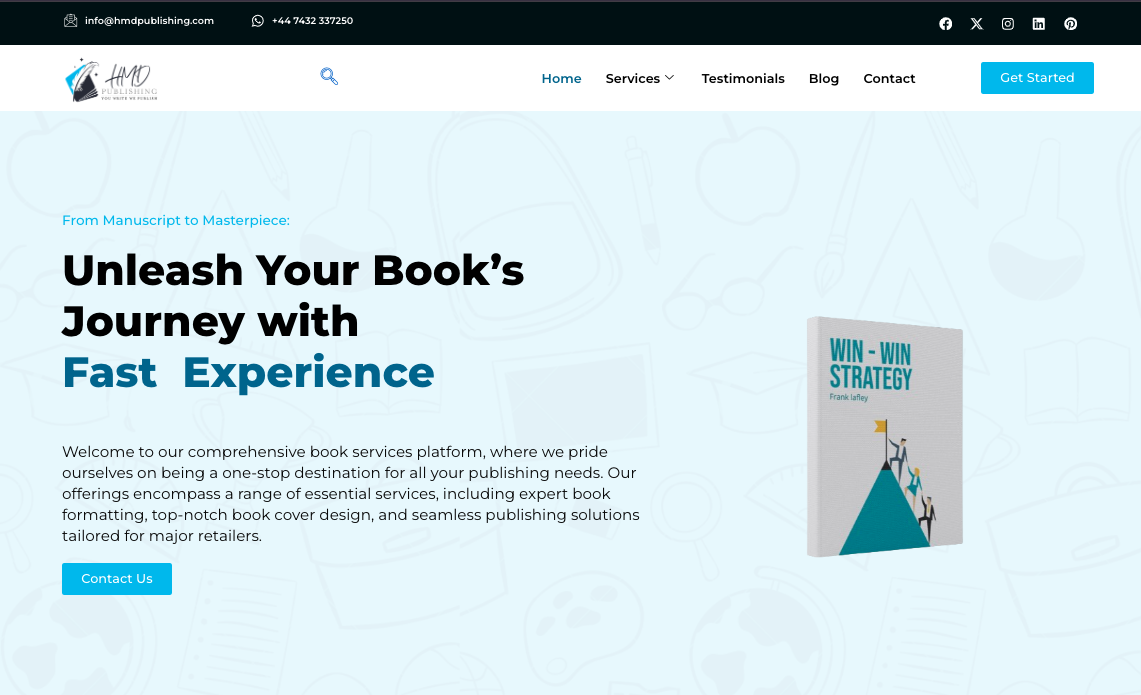 info@hmdpublishing.com
+44 7432 337250
HMD
PUBLISHING
YOU WRITE WE PUBLISH
Home
Services
Testimonials
Blog
Contact
Get Started
From Manuscript to Masterpiece:
Unleash Your Book’s
Journey with
Fast Experience
Welcome to our comprehensive book services platform, where we pride
ourselves on being a one-stop destination for all your publishing needs. Our
offerings encompass a range of essential services, including expert book
formatting, top-notch book cover design, and seamless publishing solutions
tailored for major retailers.
Contact Us
WIN - WIN
STRATEGY
Frank lafley